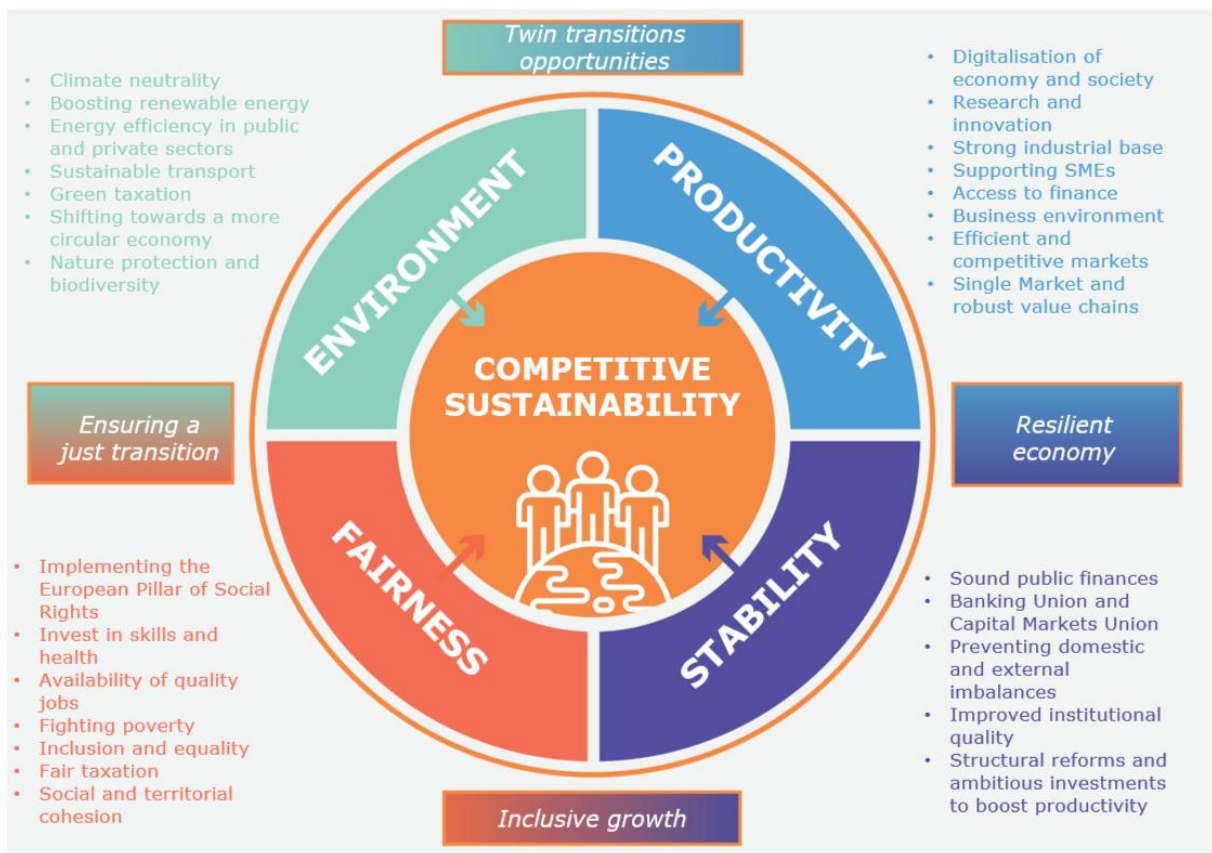 Twin transitions
opportunities
• Climate neutrality
• Boosting renewable energy
• Energy efficiency in public
and private sectors
• Sustainable transport
• Green taxation
• Shifting towards a more
circular economy
• Nature protection and
biodiversity
• Digitalisation of
economy and society
• Research and
innovation
• Strong industrial base
• Supporting SMEs
• Access to finance
• Business environment
• Efficient and
competitive markets
• Single Market and
robust value chains
ENVIRONMENT
PRODUCTIVITY
COMPETITIVE
SUSTAINABILITY
Ensuring a
just transition
Resilient
economy
FAIRNESS
STABILITY
• Implementing the
European Pillar of Social
Rights
• Invest in skills and
health
• Availability of quality
jobs
• Fighting poverty
• Inclusion and equality
• Fair taxation
• Social and territorial
cohesion
• Sound public finances
• Banking Union and
Capital Markets Union
• Preventing domestic
and external
imbalances
• Improved institutional
quality
• Structural reforms and
ambitious investments
to boost productivity
Inclusive growth